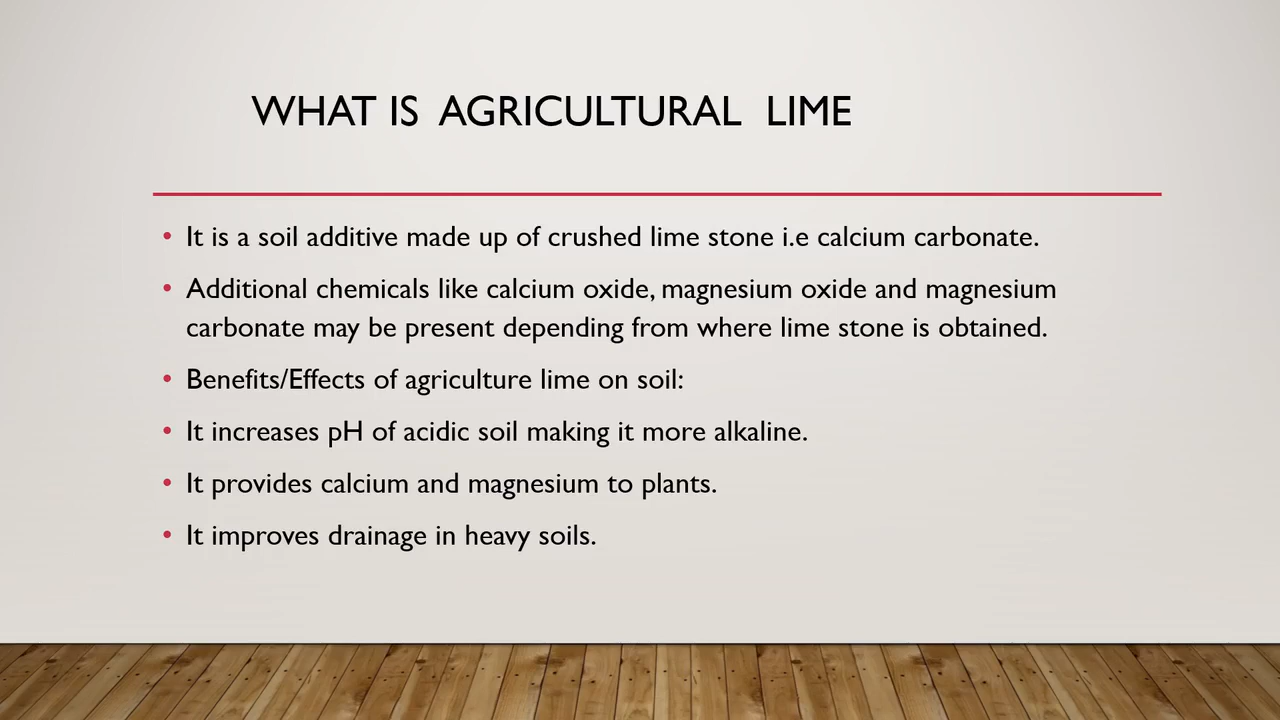 WHAT IS AGRICULTURAL LIME
• It is a soil additive made up of crushed lime stone i.e calcium carbonate.
• Additional chemicals like calcium oxide, magnesium oxide and magnesium
carbonate may be present depending from where lime stone is obtained.
• Benefits/Effects of agriculture lime on soil:
• It increases pH of acidic soil making it more alkaline.
• It provides calcium and magnesium to plants.
• It improves drainage in heavy soils.